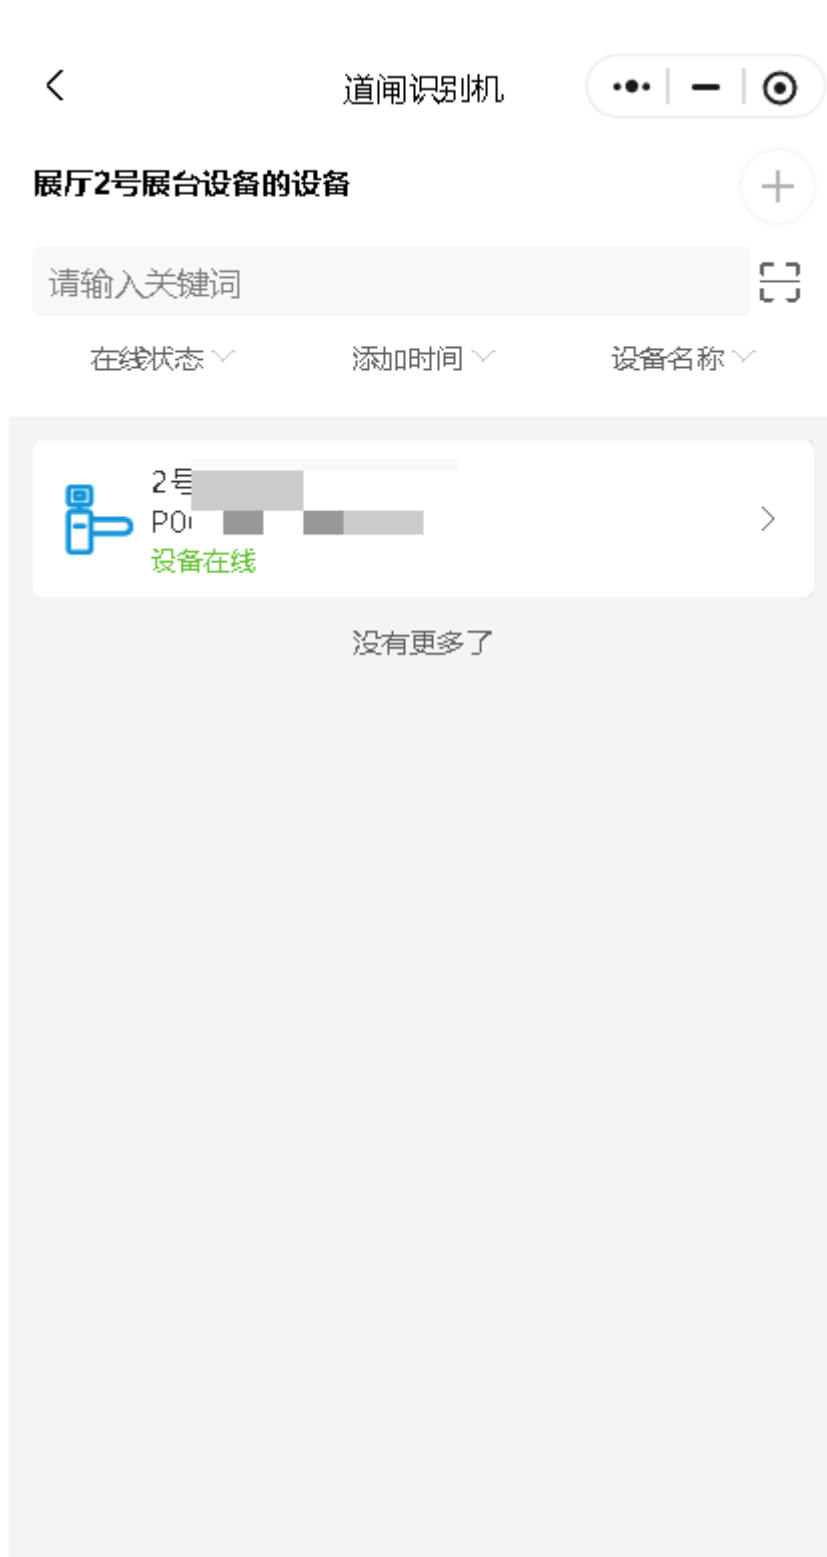 道闸识别机
展厅2号展台设备的设备
请输入关键词
在线状态 添加时间 设备名称
2号
P0
设备在线
没有更多了